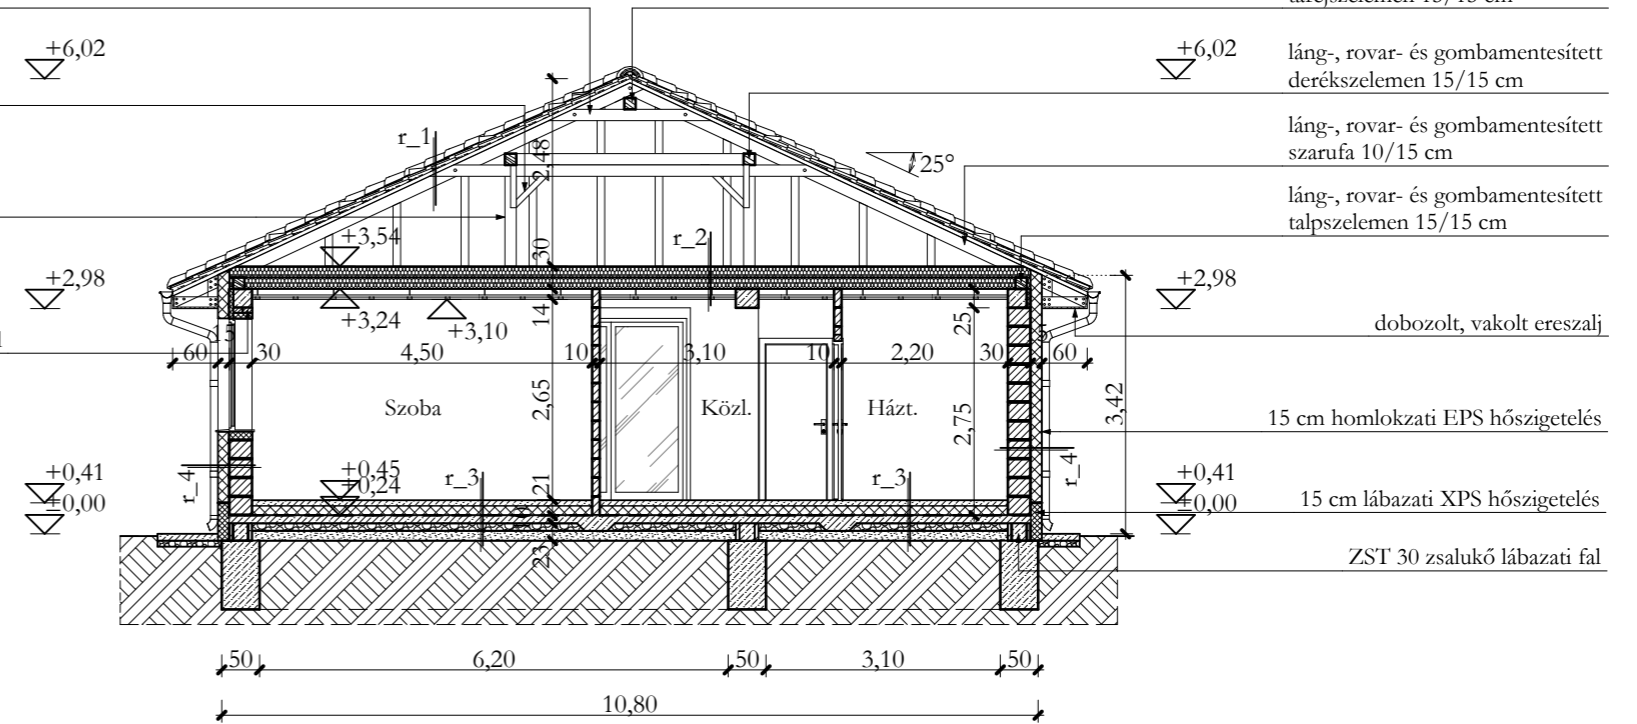 +6,02
+6,02
láng-, rovar- és gombamentesített
derékszelemen 15/15 cm
láng-, rovar- és gombamentesített
szarufa 10/15 cm
láng-, rovar- és gombamentesített
talpszelemen 15/15 cm
r_1
2,48
25°
+3,54
30
r_2
+2,98
+2,98
+3,24
+3,10
14
25
dobozolt, vakolt ereszalj
60
15
30
4,50
10
3,10
10
2,20
30
60
Szoba
2,65
Közl.
Házt.
2,75
3,42
15 cm homlokzati EPS hőszigetelés
+0,41
±0,00
r_4
+0,45
+0,24
r_3
21
r_3
r_4
+0,41
±0,00
15 cm lábazati XPS hőszigetelés
10
23
ZST 30 zsalukő lábazati fal
50
6,20
50
3,10
50
10,80